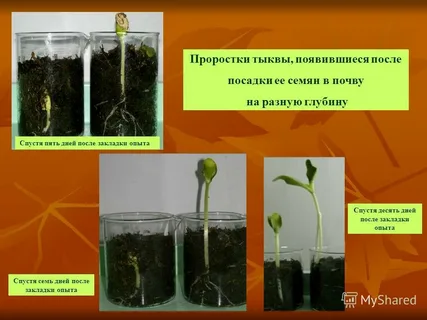 Проростки тыквы, появившиеся после
посадки ее семян в почву
на разную глубину
Спустя пять дней после закладки опыта
Спустя десять дней
после закладки
опыта
Спустя семь дней после
закладки опыта
MyShared